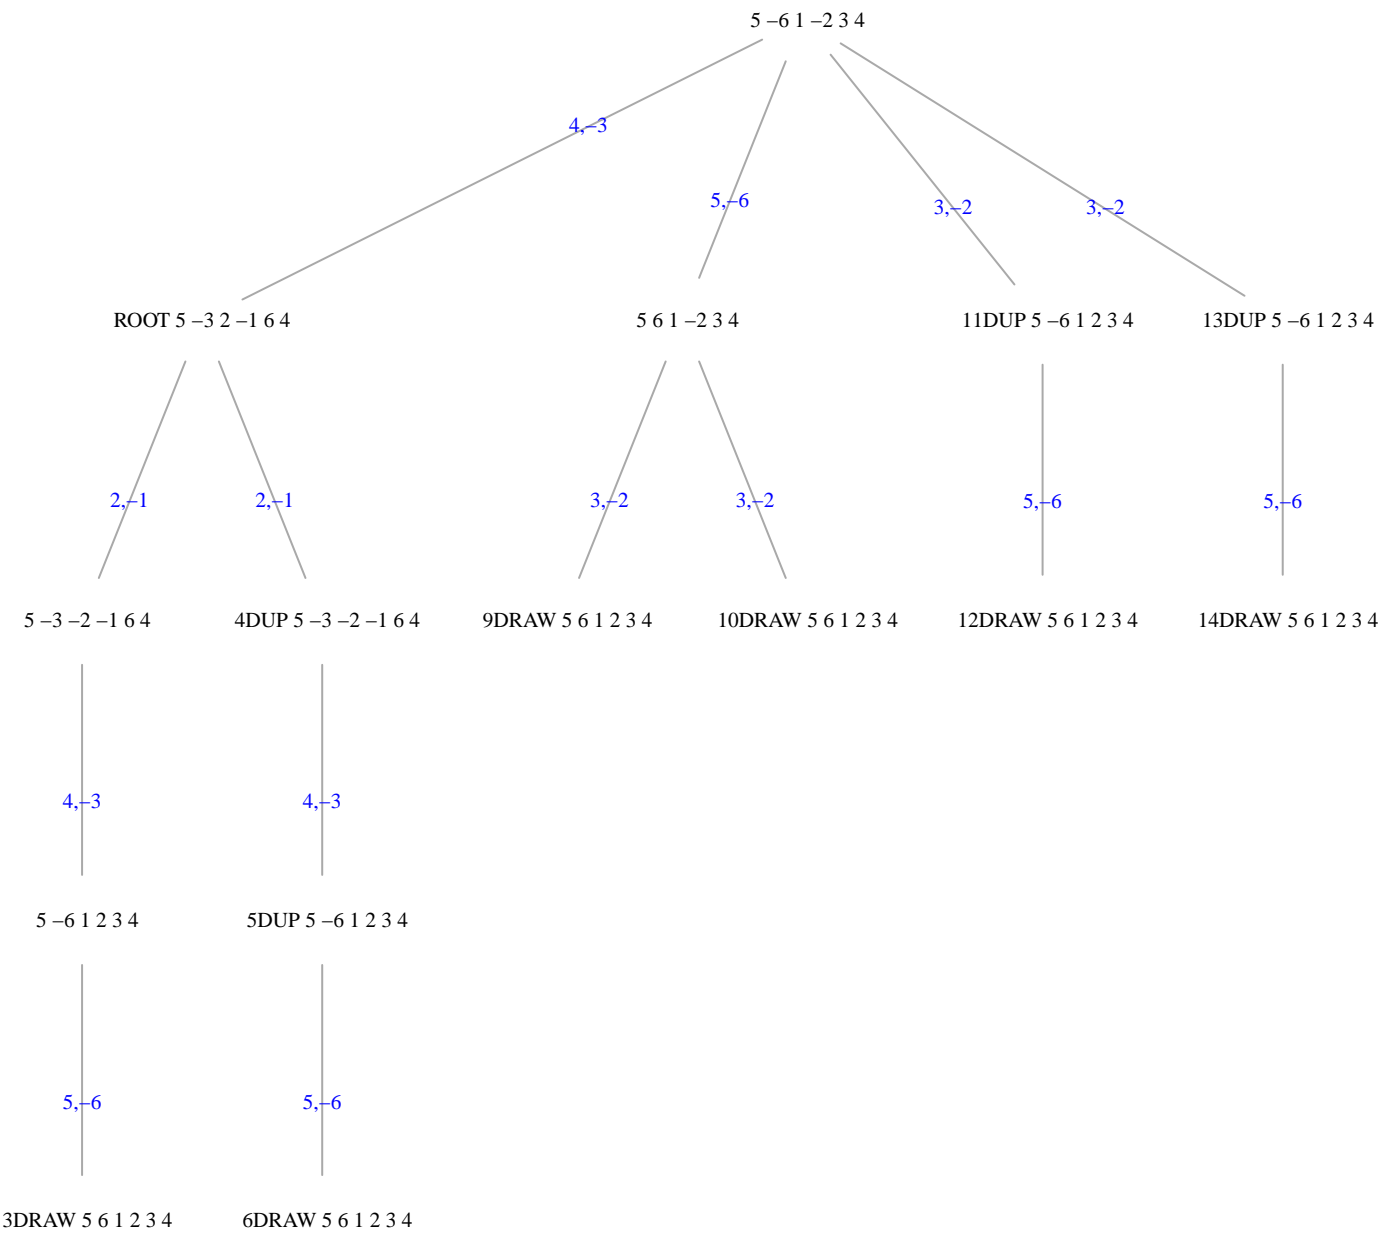 5 –6 1 –2 3 4
4,–3
5,–6
3,–2
3,–2
ROOT 5 –3 2 –1 6 4
5 6 1 –2 3 4
11DUP 5 –6 1 2 3 4
13DUP 5 –6 1 2 3 4
2,–1
2,–1
3,–2
3,–2
5,–6
5,–6
5 –3 –2 –1 6 4
4DUP 5 –3 –2 –1 6 4
9DRAW 5 6 1 2 3 4
10DRAW 5 6 1 2 3 4
12DRAW 5 6 1 2 3 4
14DRAW 5 6 1 2 3 4
4,–3
4,–3
5 –6 1 2 3 4
5DUP 5 –6 1 2 3 4
5,–6
5,–6
3DRAW 5 6 1 2 3 4
6DRAW 5 6 1 2 3 4